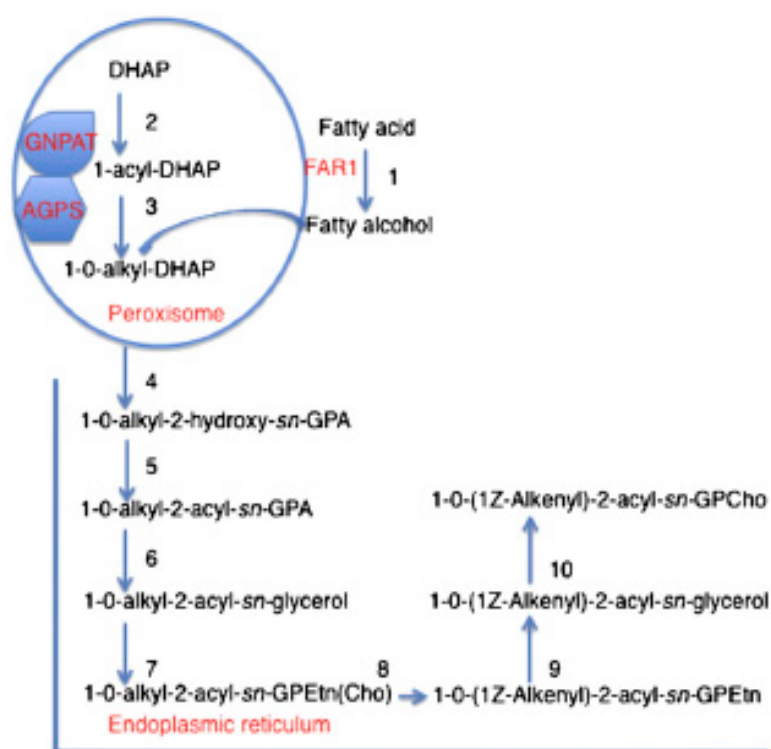 DHAP
2
GNPAT
1-acyl-DHAP
AGPS
3
1-0-alkyl-DHAP
Peroxisome
Fatty acid
FAR1
1
Fatty alcohol
4
1-0-alkyl-2-hydroxy-sn-GPA
5
1-0-alkyl-2-acyl-sn-GPA
6
1-0-alkyl-2-acyl-sn-glycerol
7
1-0-alkyl-2-acyl-sn-GPEtn(Cho)
Endoplasmic reticulum
8
1-0-(1Z-Alkenyl)-2-acyl-sn-GPEtn
9
1-0-(1Z-Alkenyl)-2-acyl-sn-glycerol
10
1-0-(1Z-Alkenyl)-2-acyl-sn-GPCho